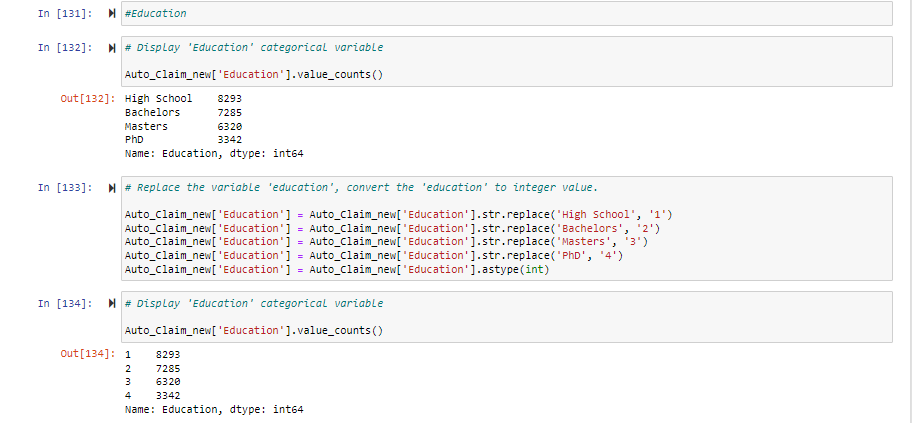 In [131]: #Education
In [132]: # Display 'Education' categorical variable
Auto_Claim_new['Education'].value_counts()
Out[132]: High School    8293
Bachelors      7285
Masters        6320
PhD            3342
Name: Education, dtype: int64
In [133]: # Replace the variable 'education', convert the 'education' to integer value.
Auto_Claim_new['Education'] = Auto_Claim_new['Education'].str.replace('High School', '1')
Auto_Claim_new['Education'] = Auto_Claim_new['Education'].str.replace('Bachelors', '2')
Auto_Claim_new['Education'] = Auto_Claim_new['Education'].str.replace('Masters', '3')
Auto_Claim_new['Education'] = Auto_Claim_new['Education'].str.replace('PhD', '4')
Auto_Claim_new['Education'] = Auto_Claim_new['Education'].astype(int)
In [134]: # Display 'Education' categorical variable
Auto_Claim_new['Education'].value_counts()
Out[134]: 1    8293
2    7285
3    6320
4    3342
Name: Education, dtype: int64